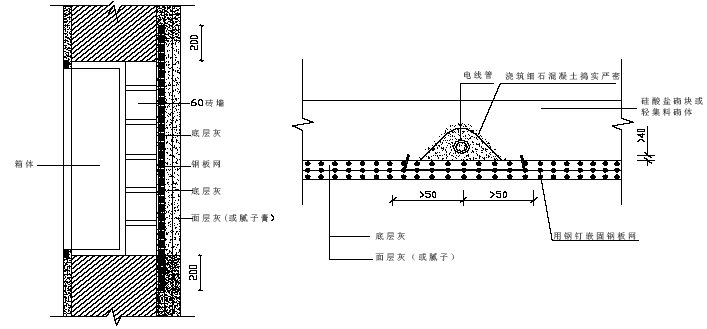 200
60砖墙
底层灰
钢板网
箱体
底层灰
面层灰(或腻子膏)
200
电线管
浇筑细石混凝土捣实严密
硅酸盐砌块或
轻集料砌体
>40
>50
>50
底层灰
用钢钉嵌固钢板网
面层灰(或腻子)